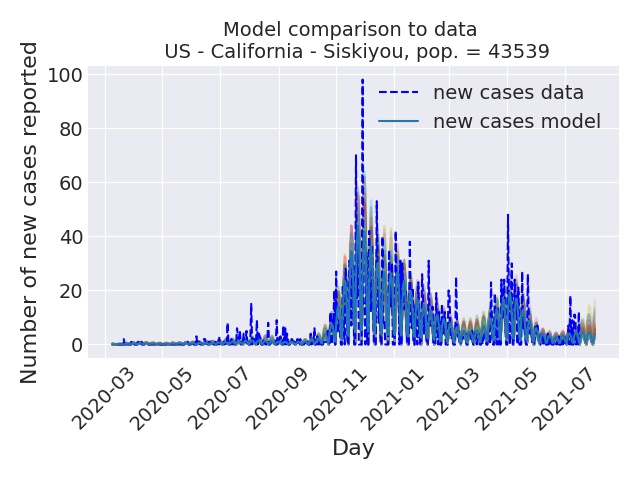 Model comparison to data
US - California - Siskiyou, pop. = 43539
Number of new cases reported
100
80
60
40
20
0
new cases data
new cases model
2020-03
2020-05
2020-07
2020-09
2020-11
2021-01
2021-03
2021-05
2021-07
Day